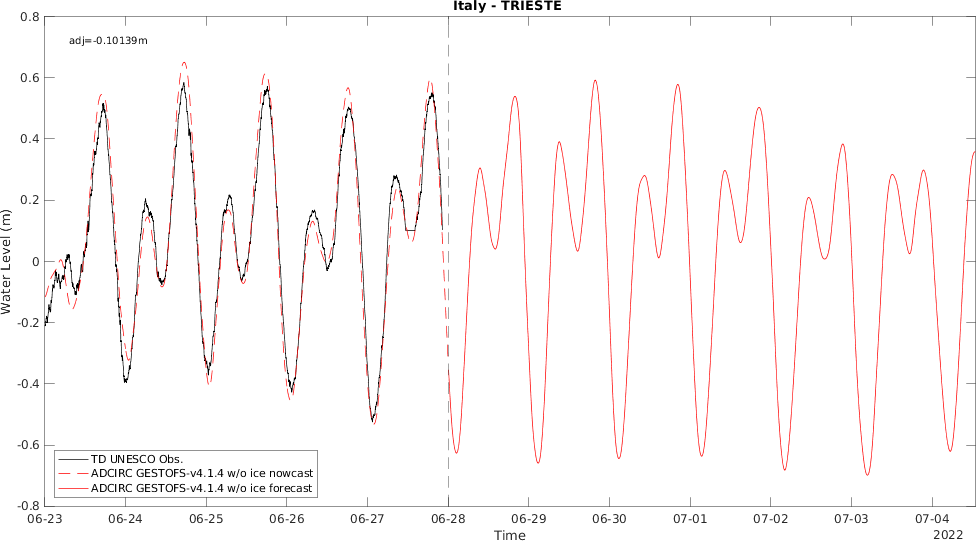 Italy - TRIESTE
adj=-0.10139m
Water Level (m)
0.8
0.6
0.4
0.2
0
-0.2
-0.4
-0.6
-0.8
TD UNESCO Obs.
ADCIRC GESTOFS-v4.1.4 w/o ice nowcast
ADCIRC GESTOFS-v4.1.4 w/o ice forecast
06-23 06-24 06-25 06-26 06-27 06-28 06-29 06-30 07-01 07-02 07-03 07-04
Time
2022